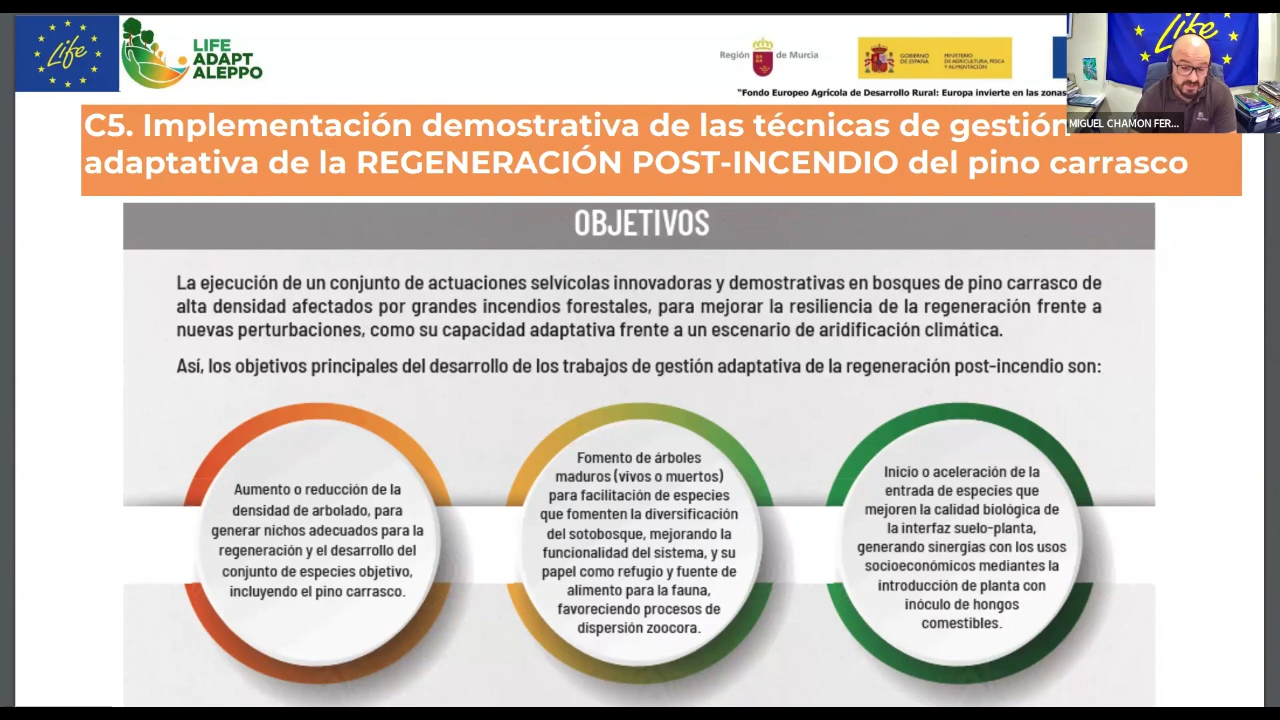 Life
LIFE
ADAPT
ALEPPO
Región de Murcia
GOBIERNO
DE ESPAÑA
MINISTERIO
DE AGRICULTURA, PESCA
Y ALIMENTACIÓN
"Fondo Europeo Agrícola de Desarrollo Rural: Europa invierte en las zonas
Life
MIGUEL CHAMON FER...
C5. Implementación demostrativa de las técnicas de gestión
adaptativa de la REGENERACIÓN POST-INCENDIO del pino carrasco
OBJETIVOS
La ejecución de un conjunto de actuaciones selvícolas innovadoras y demostrativas en bosques de pino carrasco de
alta densidad afectados por grandes incendios forestales, para mejorar la resiliencia de la regeneración frente a
nuevas perturbaciones, como su capacidad adaptativa frente a un escenario de aridificación climática.
Así, los objetivos principales del desarrollo de los trabajos de gestión adaptativa de la regeneración post-incendio son:
Aumento o reducción de la
densidad de arbolado, para
generar nichos adecuados para la
regeneración y el desarrollo del
conjunto de especies objetivo,
incluyendo el pino carrasco.
Fomento de árboles
maduros (vivos o muertos)
para facilitación de especies
que fomenten la diversificación
del sotobosque, mejorando la
funcionalidad del sistema, y su
papel como refugio y fuente de
alimento para la fauna,
favoreciendo procesos de
dispersión zoocora.
Inicio o aceleración de la
entrada de especies que
mejoren la calidad biológica de
la interfaz suelo-planta,
generando sinergias con los usos
socioeconómicos mediantes la
introducción de planta con
inóculo de hongos
comestibles.